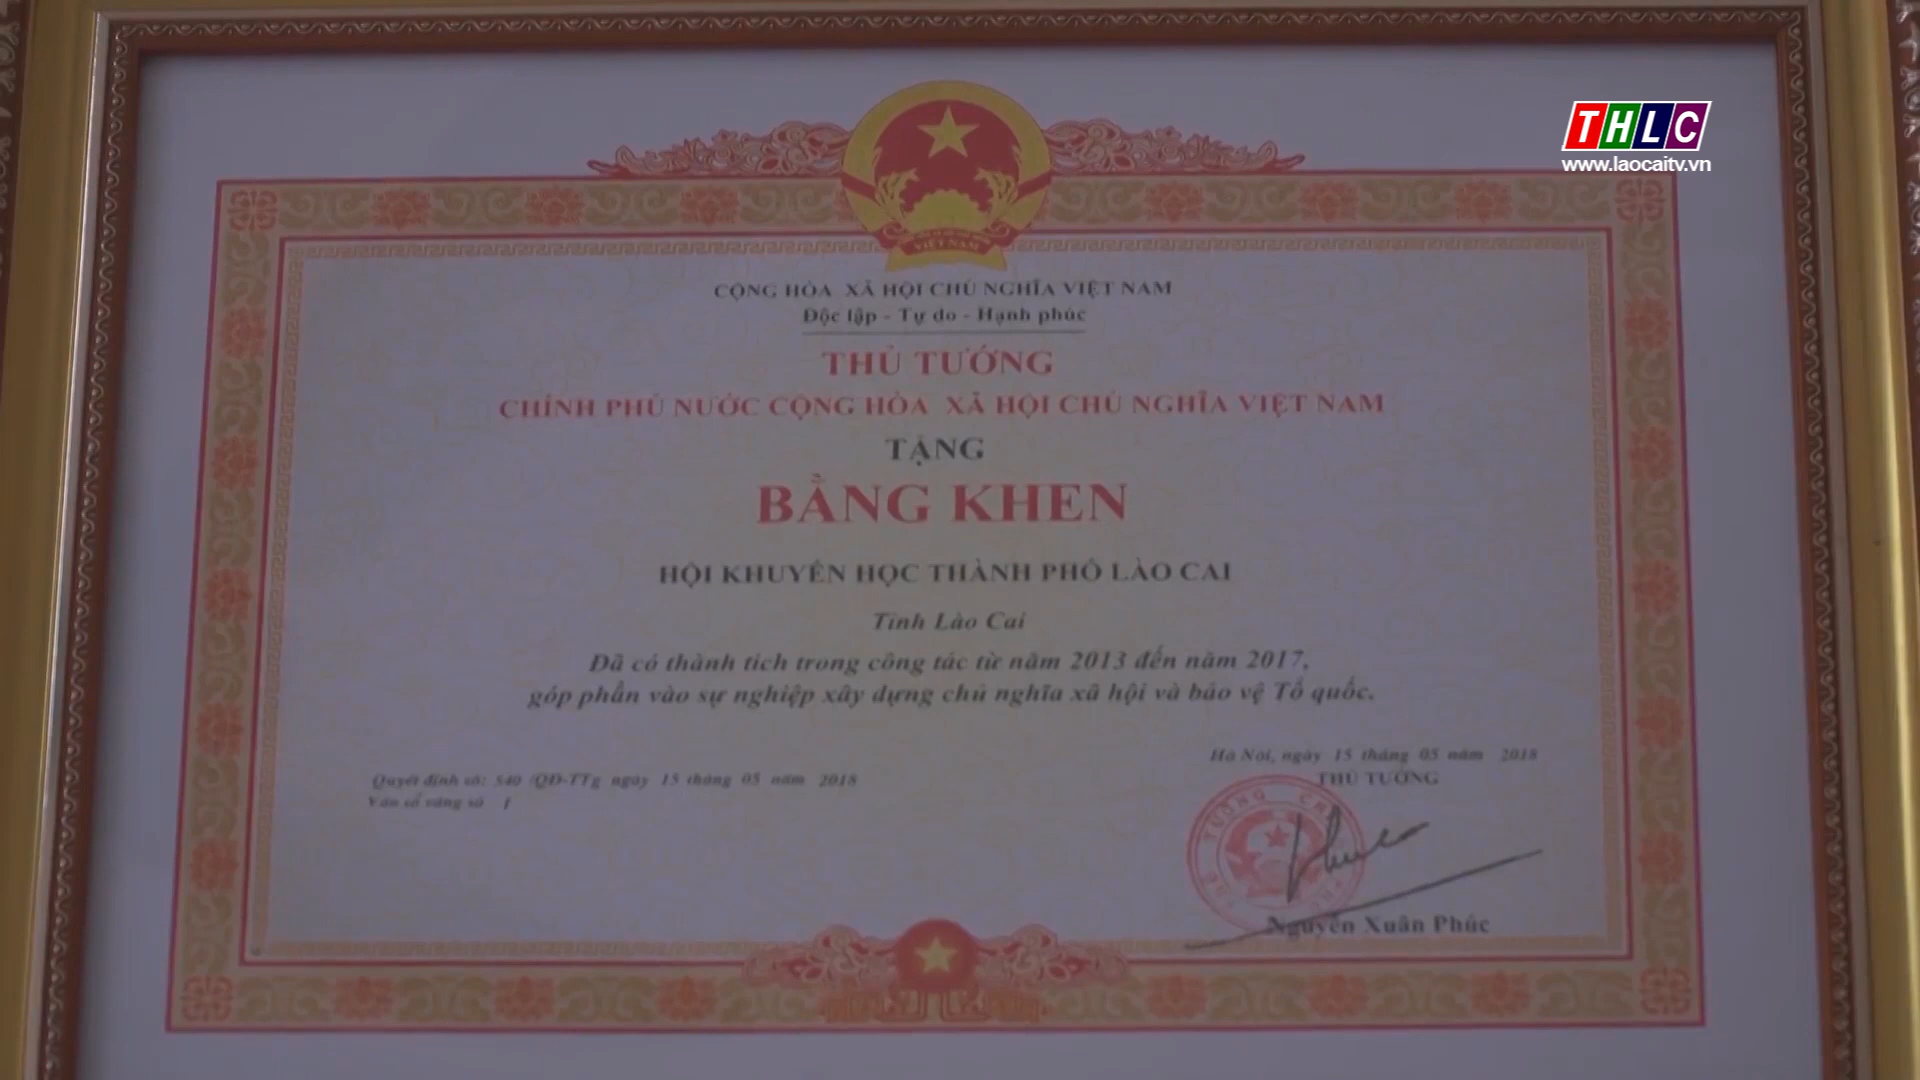 THLC
www.laocaitv.vn
VIỆT NAM
CỘNG HÒA XÃ HỘI CHỦ NGHĨA VIỆT NAM
Độc lập - Tự do - Hạnh phúc
THỦ TƯỚNG
CHÍNH PHỦ NƯỚC CỘNG HÒA XÃ HỘI CHỦ NGHĨA VIỆT NAM
TẶNG
BẰNG KHEN
HỘI KHUYẾN HỌC THÀNH PHỐ LÀO CAI
Tỉnh Lào Cai
Đã có thành tích trong công tác từ năm 2013 đến năm 2017,
góp phần vào sự nghiệp xây dựng chủ nghĩa xã hội và bảo vệ Tổ quốc.
Hà Nội, ngày 15 tháng 05 năm 2018
Quyết định số: 540 /QĐ-TTg ngày 15 tháng 05 năm 2018
THỦ TƯỚNG
Vào sổ vàng số
Nguyễn Xuân Phúc